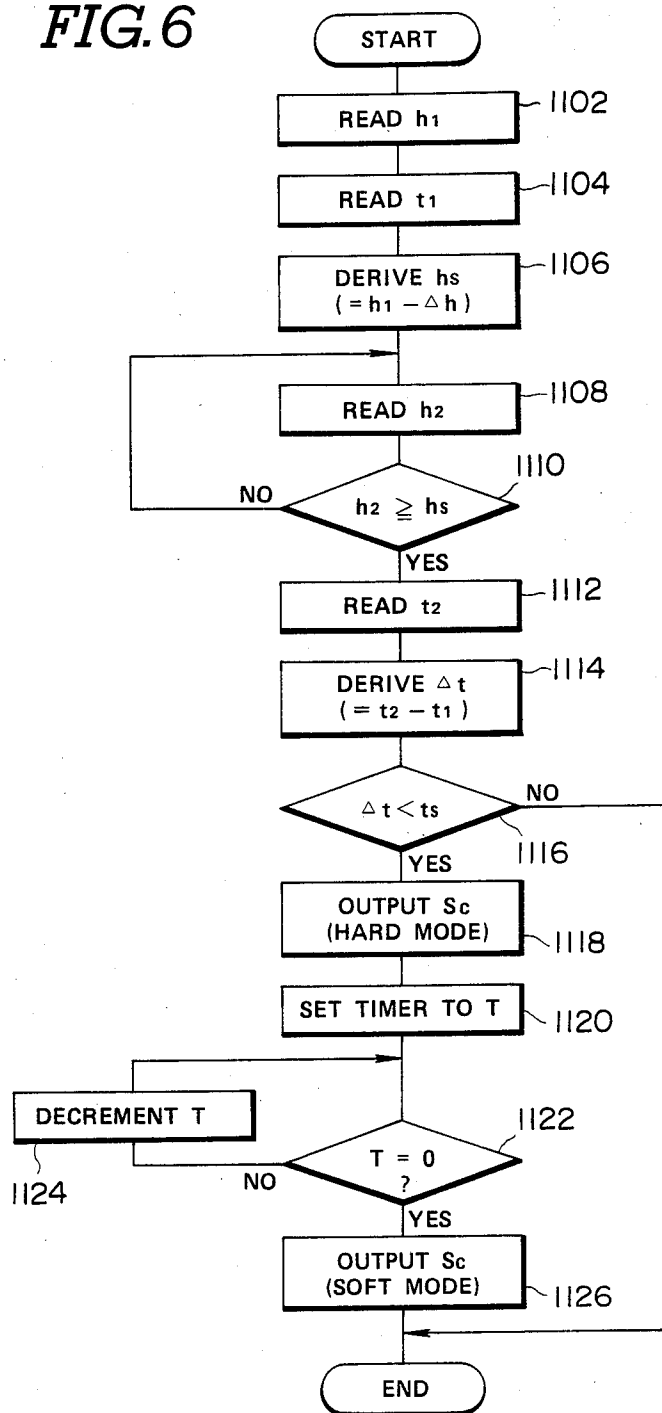 FIG.6
START
READ h1
1102
READ t1
1104
DERIVE hs
(=h1 – △h)
1106
READ h2
1108
1110
NO
h2 ≧ hs
YES
READ t2
1112
DERIVE △t
(= t2 – t1)
1114
△t < ts
NO
1116
YES
OUTPUT Sc
(HARD MODE)
1118
SET TIMER TO T
1120
DECREMENT T
1124
1122
T = 0
?
NO
YES
OUTPUT Sc
(SOFT MODE)
1126
END